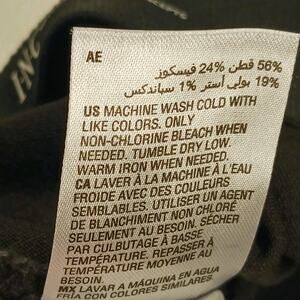 AE
56% قطن 24% فيسكوز
19% بولي أستر 1% سباندكس
US MACHINE WASH COLD WITH
LIKE COLORS. ONLY
NON-CHLORINE BLEACH WHEN
NEEDED. TUMBLE DRY LOW.
WARM IRON WHEN NEEDED.
CA LAVER À LA MACHINE À L'EAU
FROIDE AVEC DES COULEURS
SEMBLABLES. UTILISER UN AGENT
DE BLANCHIMENT NON CHLORÉ
SEULEMENT AU BESOIN. SÉCHER
PAR CULBUTAGE À BASSE
TEMPÉRATURE. REPASSER À
TEMPÉRATURE MOYENNE AU
BESOIN.
MX LAVAR A MÁQUINA EN AGUA
FRÍA CON COLORES SIMILARES.